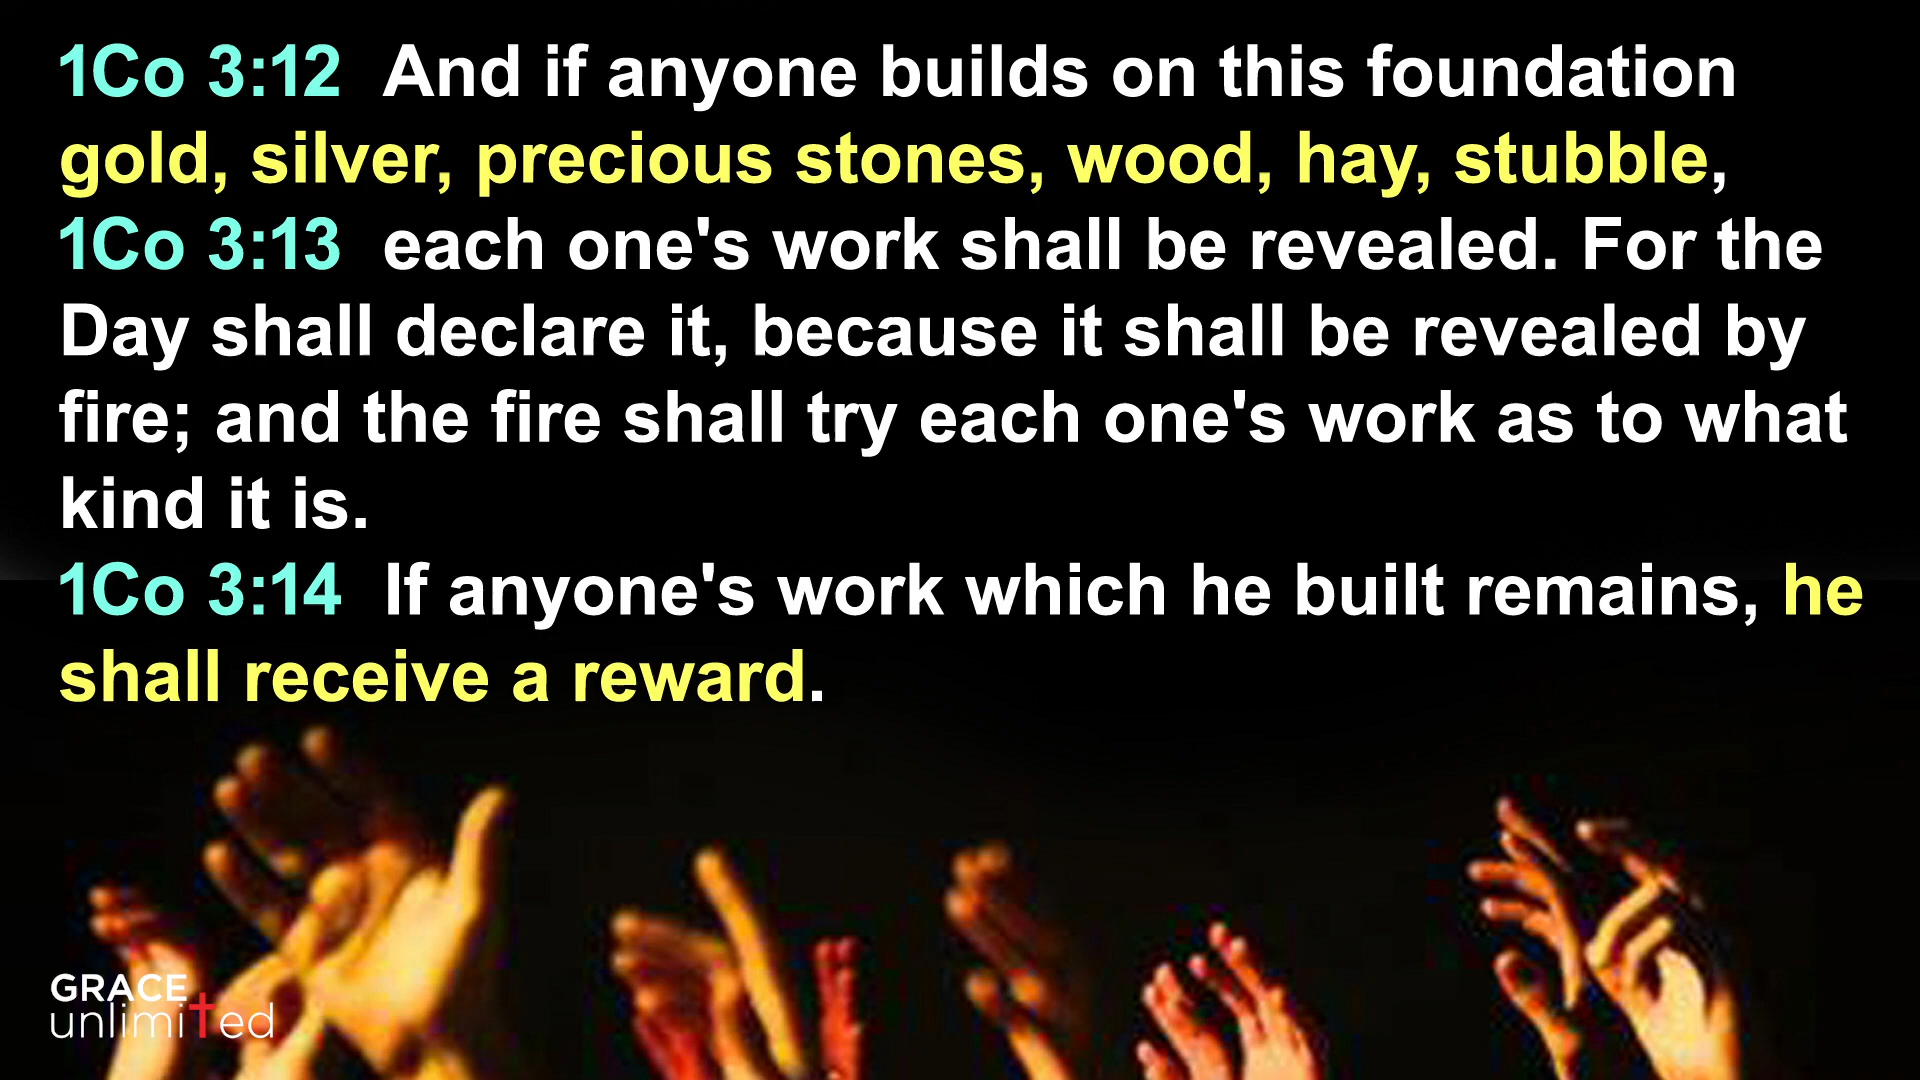 1Co 3:12 And if anyone builds on this foundation
gold, silver, precious stones, wood, hay, stubble,
1Co 3:13 each one's work shall be revealed. For the
Day shall declare it, because it shall be revealed by
fire; and the fire shall try each one's work as to what
kind it is.
1Co 3:14 If anyone's work which he built remains, he
shall receive a reward.
GRACE
unlimited